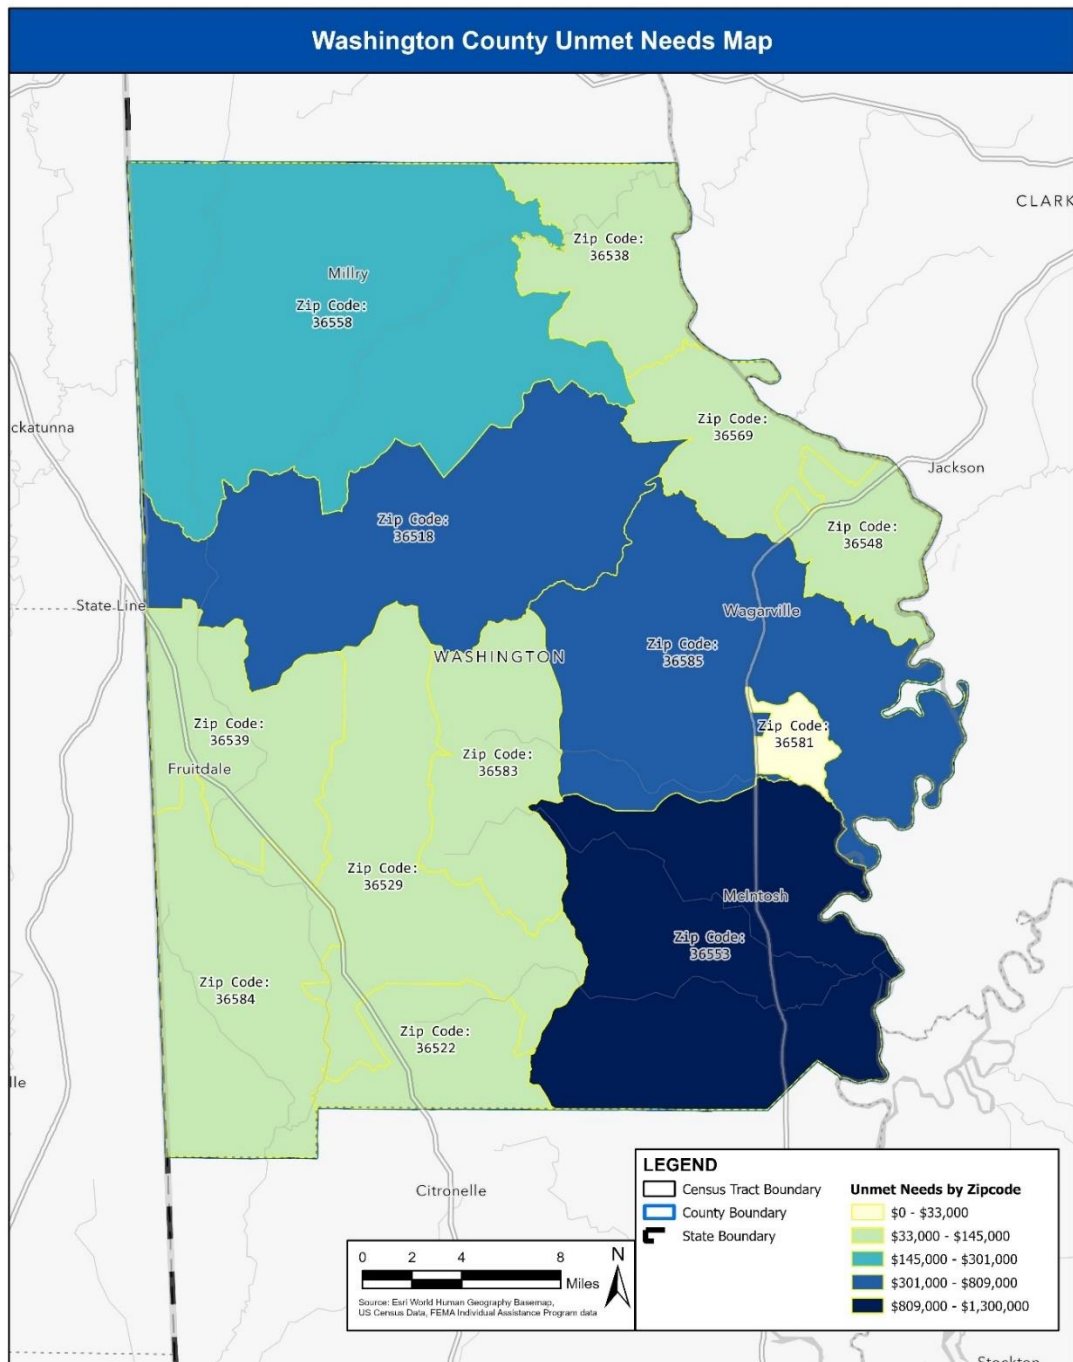 Washington County Unmet Needs Map
CLARK
Zip Code:
36538
Millry
Zip Code:
36558
Zip Code:
36569
ckatunna
Jackson
Zip Code:
36518
Zip Code:
36548
State Line
Wagarville
WASHINGTON
Zip Code:
36585
Zip Code:
36539
Zip Code:
36581
Fruitdale
Zip Code:
36583
Zip Code:
36529
McIntosh
Zip Code:
36553
Zip Code:
36584
Zip Code:
36522
lle
Citronelle
LEGEND
Census Tract Boundary
County Boundary
State Boundary
Unmet Needs by Zipcode
$0 - $33,000
$33,000 - $145,000
$145,000 - $301,000
$301,000 - $809,000
$809,000 - $1,300,000
0 2 4 8
Miles
N
Source: Esri World Human Geography Basemap,
US Census Data, FEMA Individual Assistance Program data
Stockton